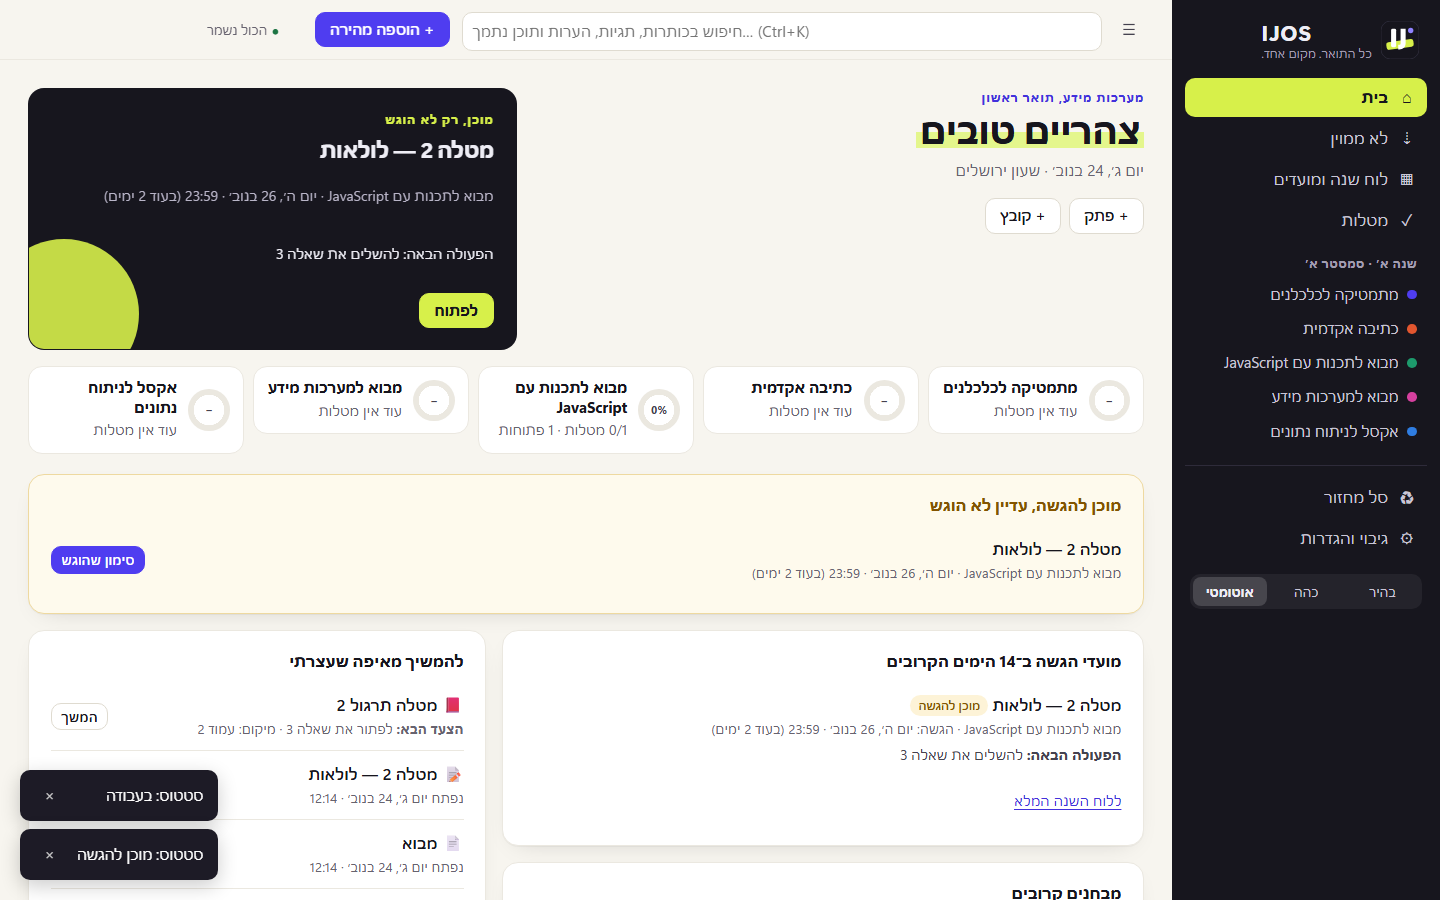 IJOS
כל התואר. מקום אחד.
בית
לא ממוין
לוח שנה ומועדים
מטלות
שנה א׳ · סמסטר א׳
מתמטיקה לכלכלנים
כתיבה אקדמית
מבוא לתכנות עם JavaScript
מבוא למערכות מידע
אקסל לניתוח נתונים
סל מחזור
גיבוי והגדרות
בהיר
כהה
אוטומטי
חיפוש בכותרות, תגיות, הערות ותוכן נתמך… (Ctrl+K)
+ הוספה מהירה
הכול נשמר
מערכות מידע, תואר ראשון
צהריים טובים
יום ג׳, 24 בנוב׳ · שעון ירושלים
+ פתק
+ קובץ
מוכן, רק לא הוגש
מטלה 2 — לולאות
מבוא לתכנות עם JavaScript · יום ה׳, 26 בנוב׳ · 23:59 (בעוד 2 ימים)
הפעולה הבאה: להשלים את שאלה 3
לפתוח
–
מתמטיקה לכלכלנים
עוד אין מטלות
–
כתיבה אקדמית
עוד אין מטלות
0%
מבוא לתכנות עם
JavaScript
0/1 מטלות · 1 פתוחות
–
מבוא למערכות מידע
עוד אין מטלות
–
אקסל לניתוח
נתונים
עוד אין מטלות
מוכן להגשה, עדיין לא הוגש
מטלה 2 — לולאות
מבוא לתכנות עם JavaScript · יום ה׳, 26 בנוב׳ · 23:59 (בעוד 2 ימים)
סימון שהוגש
מועדי הגשה ב־14 הימים הקרובים
מטלה 2 — לולאות מוכן להגשה
מבוא לתכנות עם JavaScript · הגשה: יום ה׳, 26 בנוב׳ · 23:59 (בעוד 2 ימים)
הפעולה הבאה: להשלים את שאלה 3
ללוח השנה המלא
מבחנים קרובים
להמשיך מאיפה שעצרתי
מטלה תרגול 2
הצעד הבא: לפתור את שאלה 3 · מיקום: עמוד 2
המשך
מטלה 2 — לולאות
נפתח יום ג׳, 24 בנוב׳ · 12:14
מבוא
נפתח יום ג׳, 24 בנוב׳ · 12:14
סטטוס: בעבודה ×
סטטוס: מוכן להגשה ×